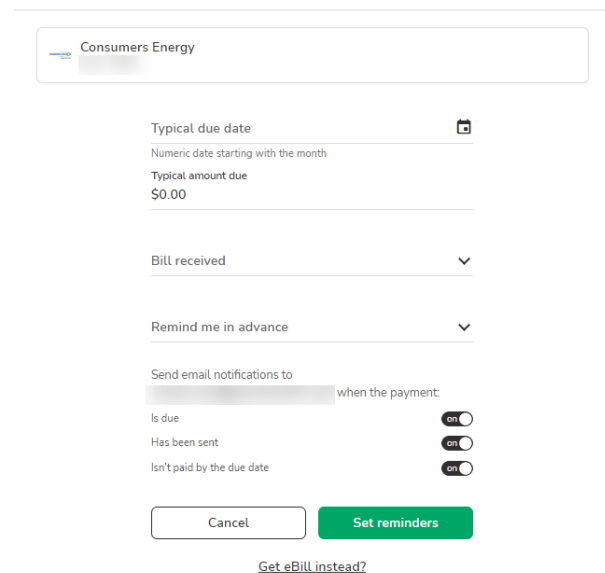 Consumers Energy
Typical due date
Numeric date starting with the month
Typical amount due
$0.00
Bill received
Remind me in advance
Send email notifications to
when the payment:
Is due
on
Has been sent
on
Isn't paid by the due date
on
Cancel
Set reminders
Get eBill instead?